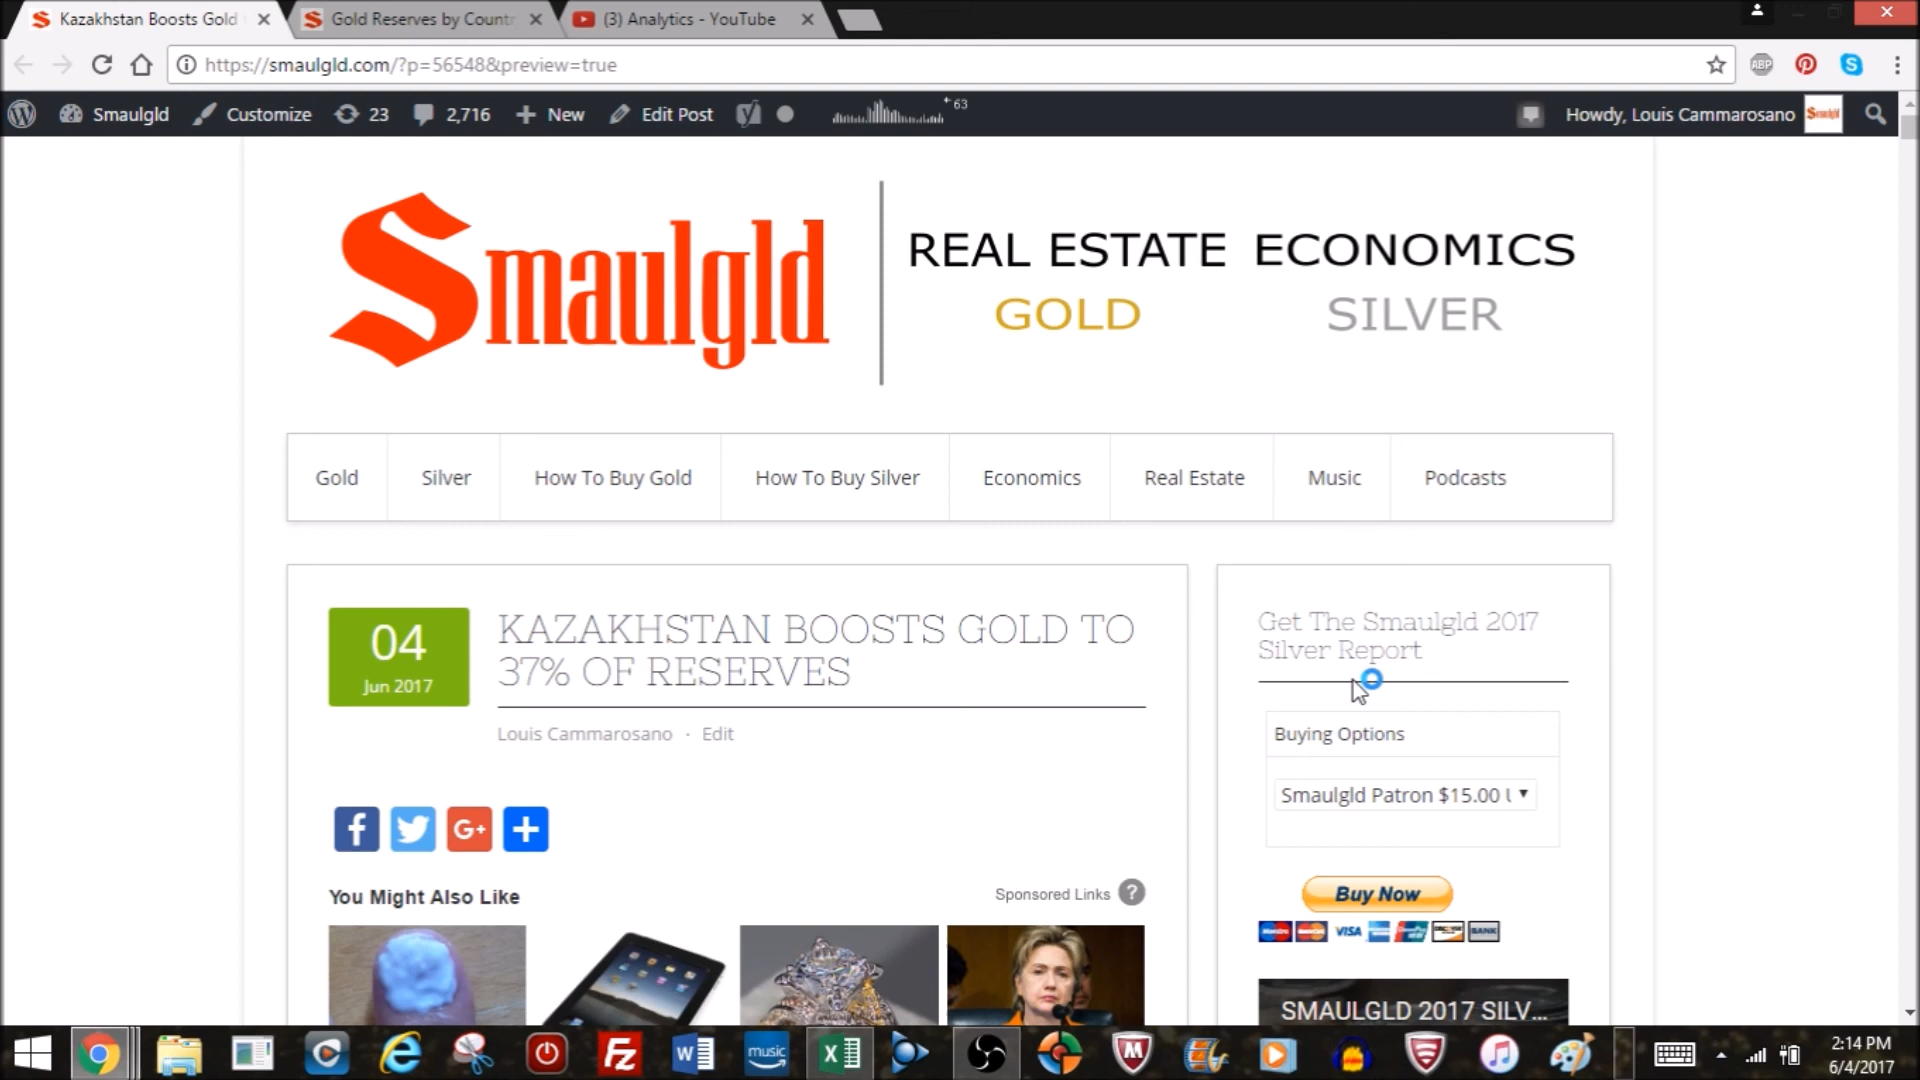 Kazakhstan Boosts Gold
Gold Reserves by Countr
(3) Analytics - YouTube
https://smaulgld.com/?p=56548&preview=true
ABP
Smaulgld
Customize
23
2,716
New
Edit Post
63
Howdy, Louis Cammarosano
Smaulgld
Smaulgld
REAL ESTATE ECONOMICS
GOLD SILVER
Gold
Silver
How To Buy Gold
How To Buy Silver
Economics
Real Estate
Music
Podcasts
04
Jun 2017
KAZAKHSTAN BOOSTS GOLD TO
37% OF RESERVES
Louis Cammarosano · Edit
Get The Smaulgld 2017
Silver Report
Buying Options
Smaulgld Patron $15.00 U
Buy Now
VISA
BANK
You Might Also Like
Sponsored Links ?
SMAULGLD 2017 SILV...
music
2:14 PM
6/4/2017